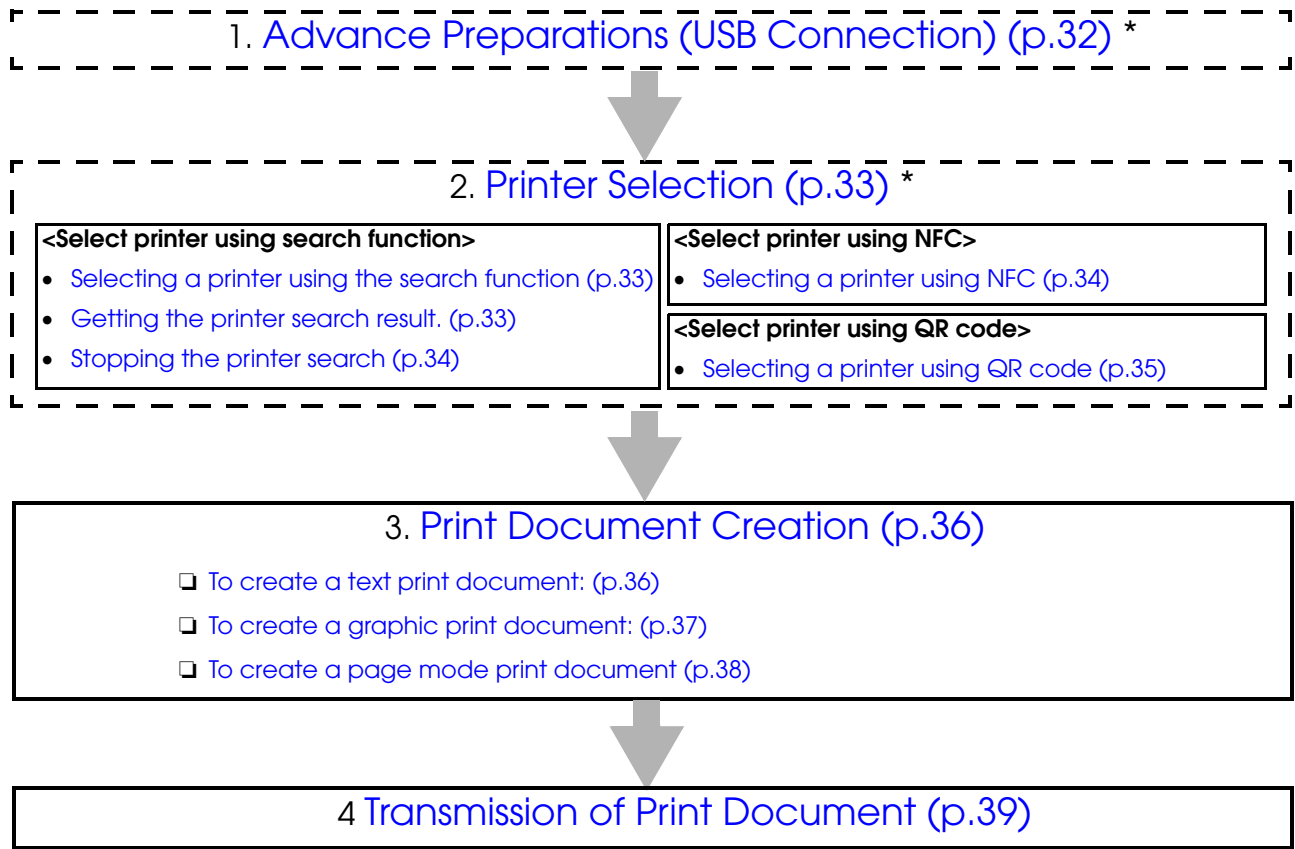 1. Advance Preparations (USB Connection) (p.32) *
2. Printer Selection (p.33) *
<Select printer using search function>
• Selecting a printer using the search function (p.33)
• Getting the printer search result. (p.33)
• Stopping the printer search (p.34)
<Select printer using NFC>
• Selecting a printer using NFC (p.34)
<Select printer using QR code>
• Selecting a printer using QR code (p.35)
3. Print Document Creation (p.36)
❏ To create a text print document: (p.36)
❏ To create a graphic print document: (p.37)
❏ To create a page mode print document (p.38)
4 Transmission of Print Document (p.39)